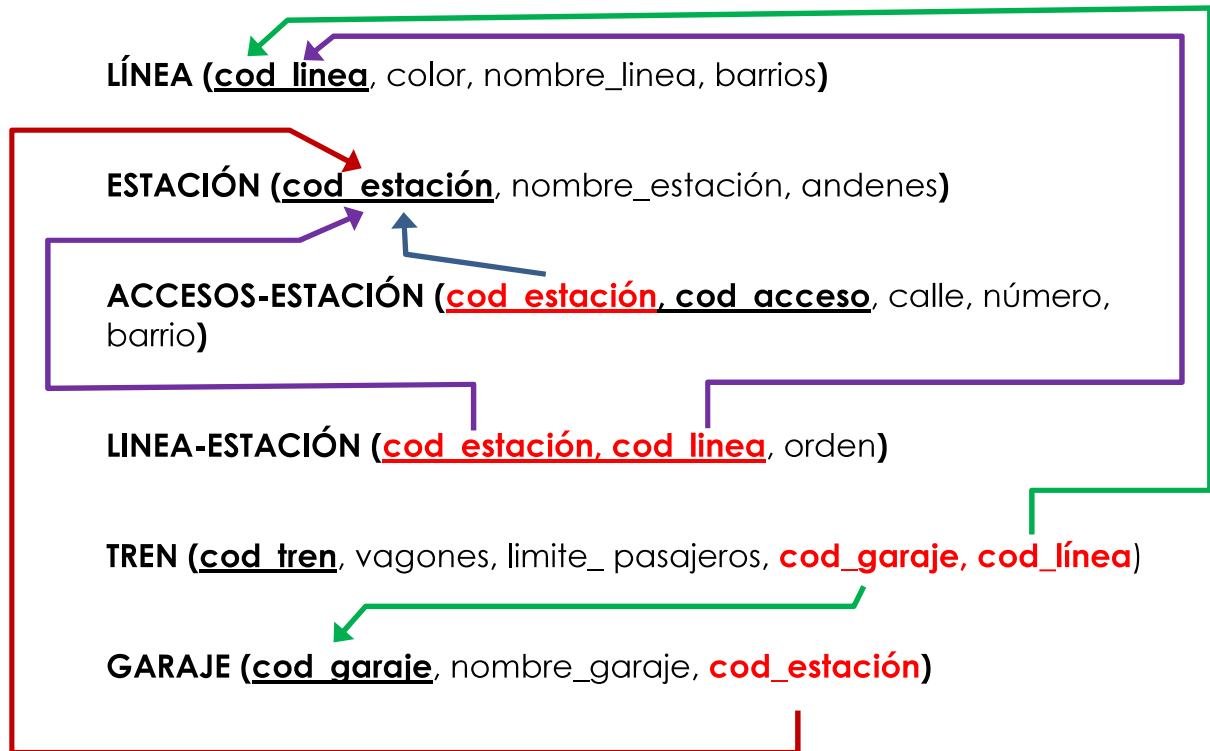 LÍNEA (cod_linea, color, nombre_linea, barrios)
ESTACIÓN (cod_estación, nombre_estación, andenes)
ACCESOS-ESTACIÓN (cod_estación, cod_acceso, calle, número,
barrio)
LINEA-ESTACIÓN (cod_estación, cod_linea, orden)
TREN (cod_tren, vagones, limite_ pasajeros, cod_garaje, cod_línea)
GARAJE (cod_garaje, nombre_garaje, cod_estación)